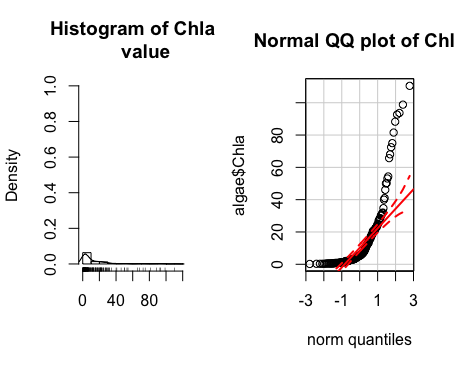 Histogram of Chla
value
Density
0.0 0.2 0.4 0.6 0.8 1.0
0 40 80
Normal QQ plot of Chl
algae$Chla
0 20 40 60 80
-3 -1 1 3
norm quantiles